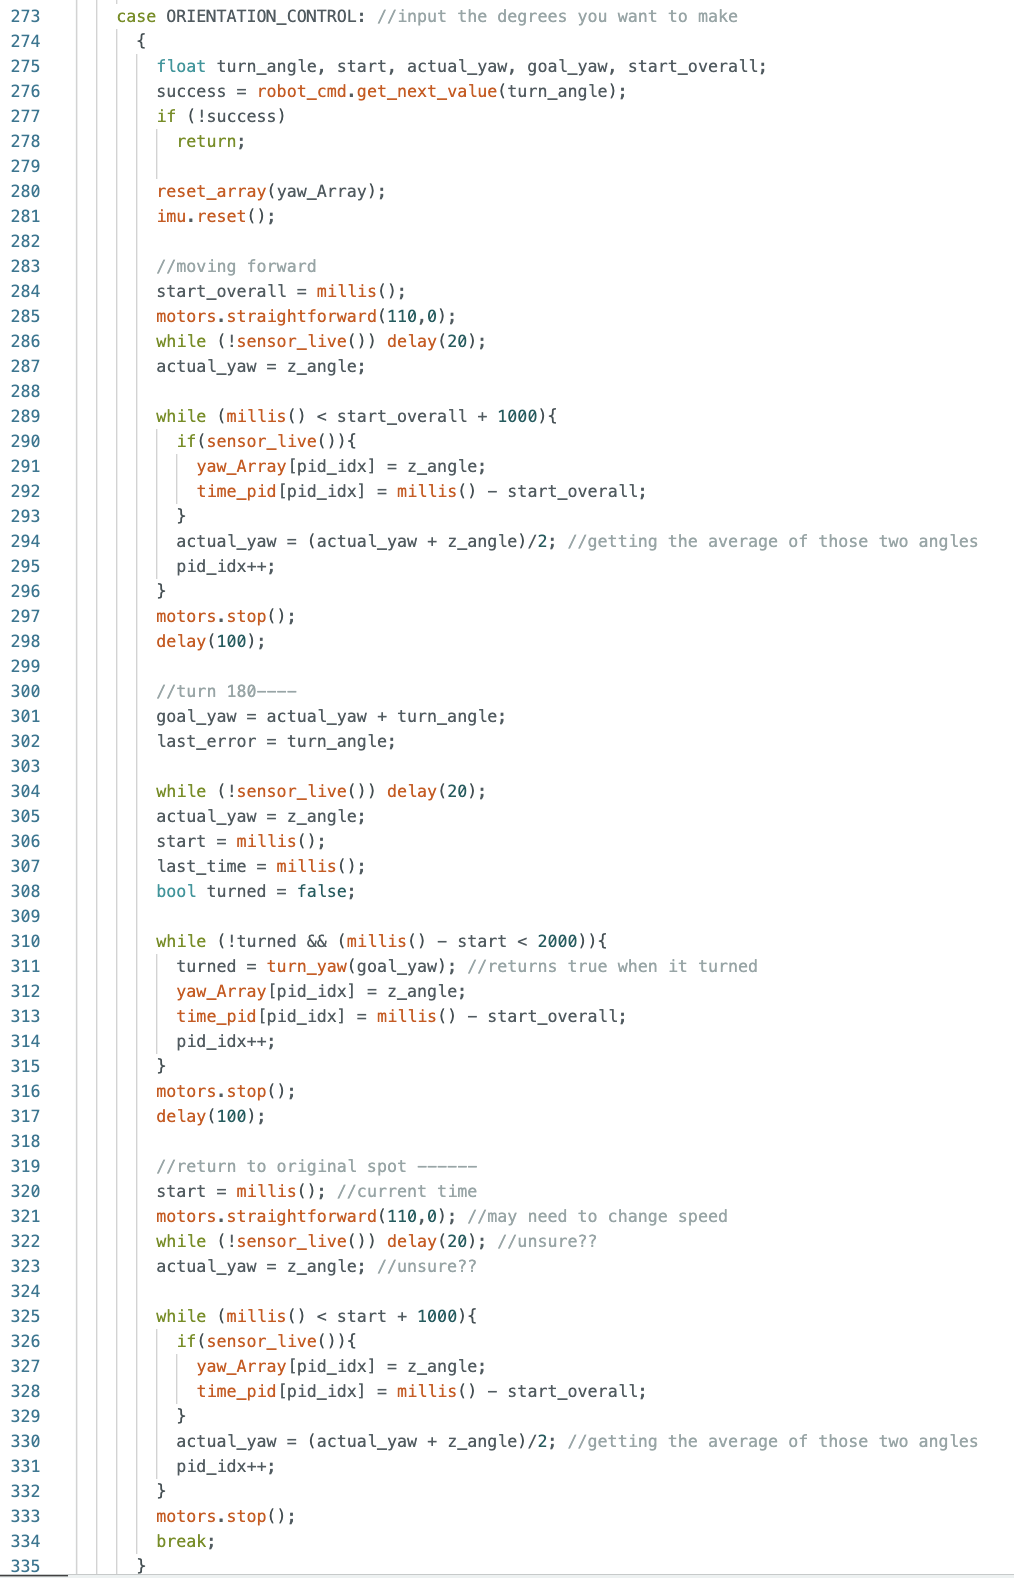 273 case ORIENTATION_CONTROL: //input the degrees you want to make
274 {
275 float turn_angle, start, actual_yaw, goal_yaw, start_overall;
276 success = robot_cmd.get_next_value(turn_angle);
277 if (!success)
278 return;
279
280 reset_array(yaw_Array);
281 imu.reset();
282
283 //moving forward
284 start_overall = millis();
285 motors.straightforward(110,0);
286 while (!sensor_live()) delay(20);
287 actual_yaw = z_angle;
288
289 while (millis() < start_overall + 1000){
290 if(sensor_live()){
291 yaw_Array[pid_idx] = z_angle;
292 time_pid[pid_idx] = millis() - start_overall;
293 }
294 actual_yaw = (actual_yaw + z_angle)/2; //getting the average of those two angles
295 pid_idx++;
296 }
297 motors.stop();
298 delay(100);
299
300 //turn 180----
301 goal_yaw = actual_yaw + turn_angle;
302 last_error = turn_angle;
303
304 while (!sensor_live()) delay(20);
305 actual_yaw = z_angle;
306 start = millis();
307 last_time = millis();
308 bool turned = false;
309
310 while (!turned && (millis() - start < 2000)){
311 turned = turn_yaw(goal_yaw); //returns true when it turned
312 yaw_Array[pid_idx] = z_angle;
313 time_pid[pid_idx] = millis() - start_overall;
314 pid_idx++;
315 }
316 motors.stop();
317 delay(100);
318
319 //return to original spot ------
320 start = millis(); //current time
321 motors.straightforward(110,0); //may need to change speed
322 while (!sensor_live()) delay(20); //unsure??
323 actual_yaw = z_angle; //unsure??
324
325 while (millis() < start + 1000){
326 if(sensor_live()){
327 yaw_Array[pid_idx] = z_angle;
328 time_pid[pid_idx] = millis() - start_overall;
329 }
330 actual_yaw = (actual_yaw + z_angle)/2; //getting the average of those two angles
331 pid_idx++;
332 }
333 motors.stop();
334 break;
335 }